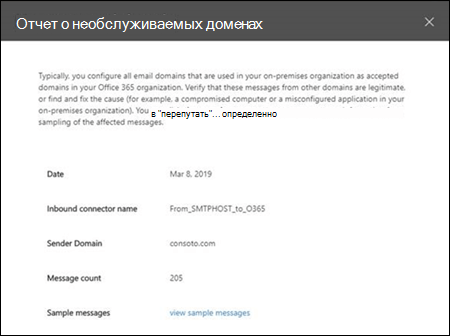 Отчет о необслуживаемых доменах
Typically, you configure all email domains that are used in your on-premises organization as accepted
domains in your Office 365 organization. Verify that these messages from other domains are legitimate,
or find and fix the cause (for example, a compromised computer or a misconfigured application in your
on-premises organization). You в "перепутать"... определенно
sampling of the affected messages.
Date Mar 8, 2019
Inbound connector name From_SMTPHOST_to_O365
Sender Domain consoto.com
Message count 205
Sample messages view sample messages